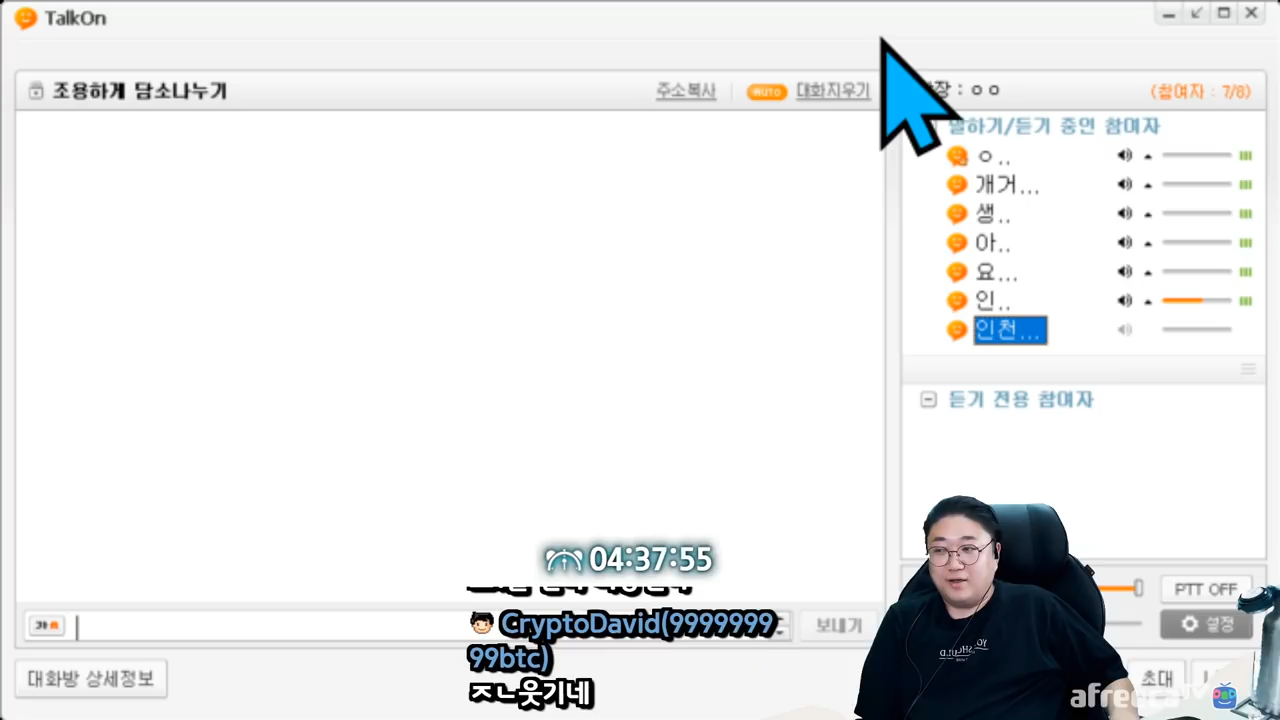 TalkOn
조용하게 담소나누기
주소복사
AUTO
대화지우기
장 : ㅇㅇ
(참여자 : 7/8)
말하기/듣기 중인 참여자
ㅇ..
개거...
생..
아..
요...
인..
인천...
듣기 전용 참여자
04:37:55
CryptoDavid(9999999
99btc)
ㅈㄴ웃기네
보내기
PTT OFF
설정
대화방 상세정보
초대
afreeca